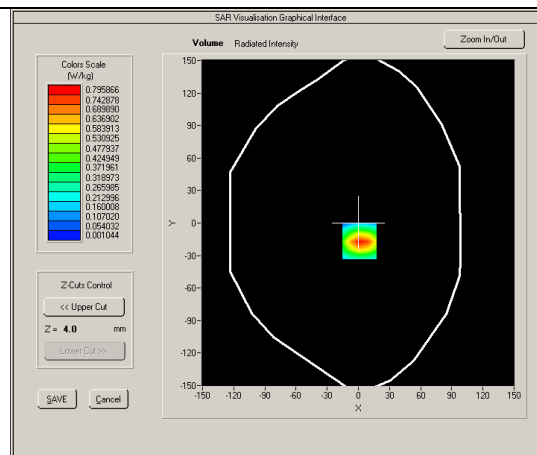 SAR Visualisation Graphical Interface
Volume Radiated Intensity
Zoom In/Out
Colors Scale
(W/kg)
0.795866
0.742878
0.689890
0.636902
0.583913
0.530925
0.477937
0.424949
0.371961
0.318973
0.265985
0.212996
0.160008
0.107020
0.054032
0.001044
Z-Cuts Control
<< Upper Cut
Z = 4.0 mm
Lower Cut >>
SAVE Cancel
150
120
90
60
30
0
-30
-60
-90
-120
-150
Y
-150 -120 -90 -60 -30 0 30 60 90 120 150
X